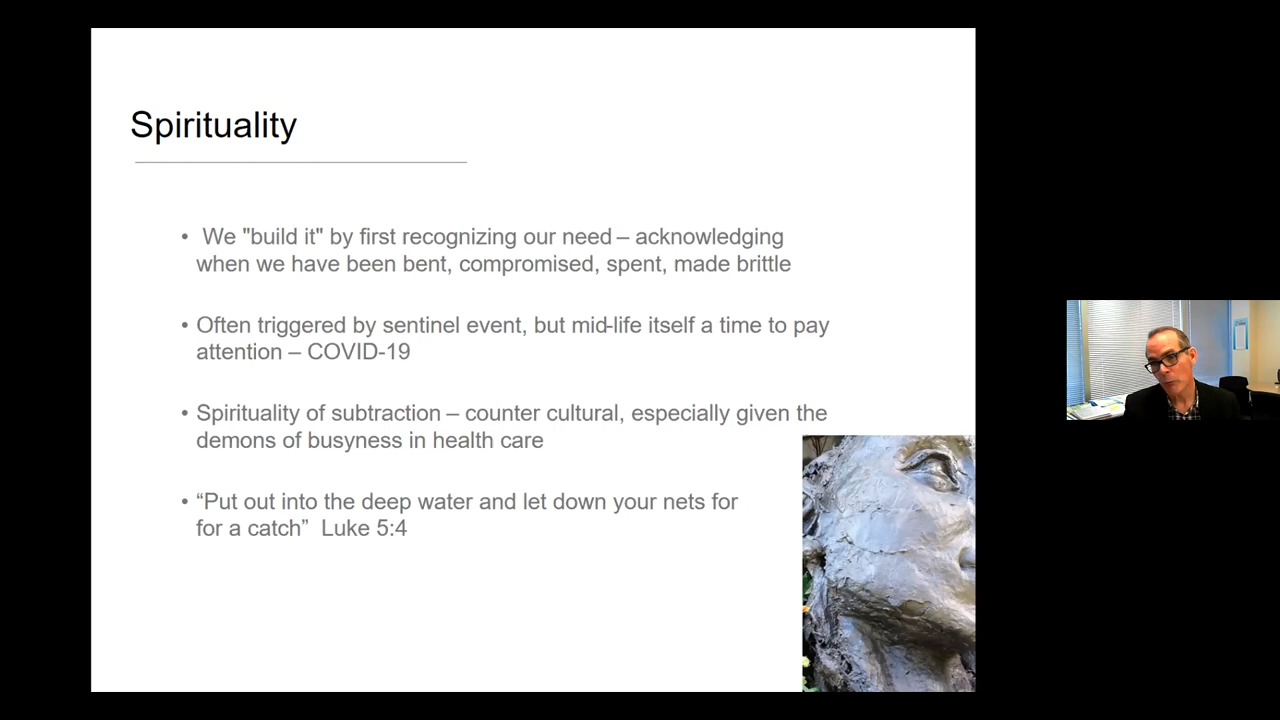 Spirituality
• We "build it" by first recognizing our need – acknowledging
when we have been bent, compromised, spent, made brittle
• Often triggered by sentinel event, but mid-life itself a time to pay
attention – COVID-19
• Spirituality of subtraction – counter cultural, especially given the
demons of busyness in health care
• “Put out into the deep water and let down your nets for
for a catch” Luke 5:4